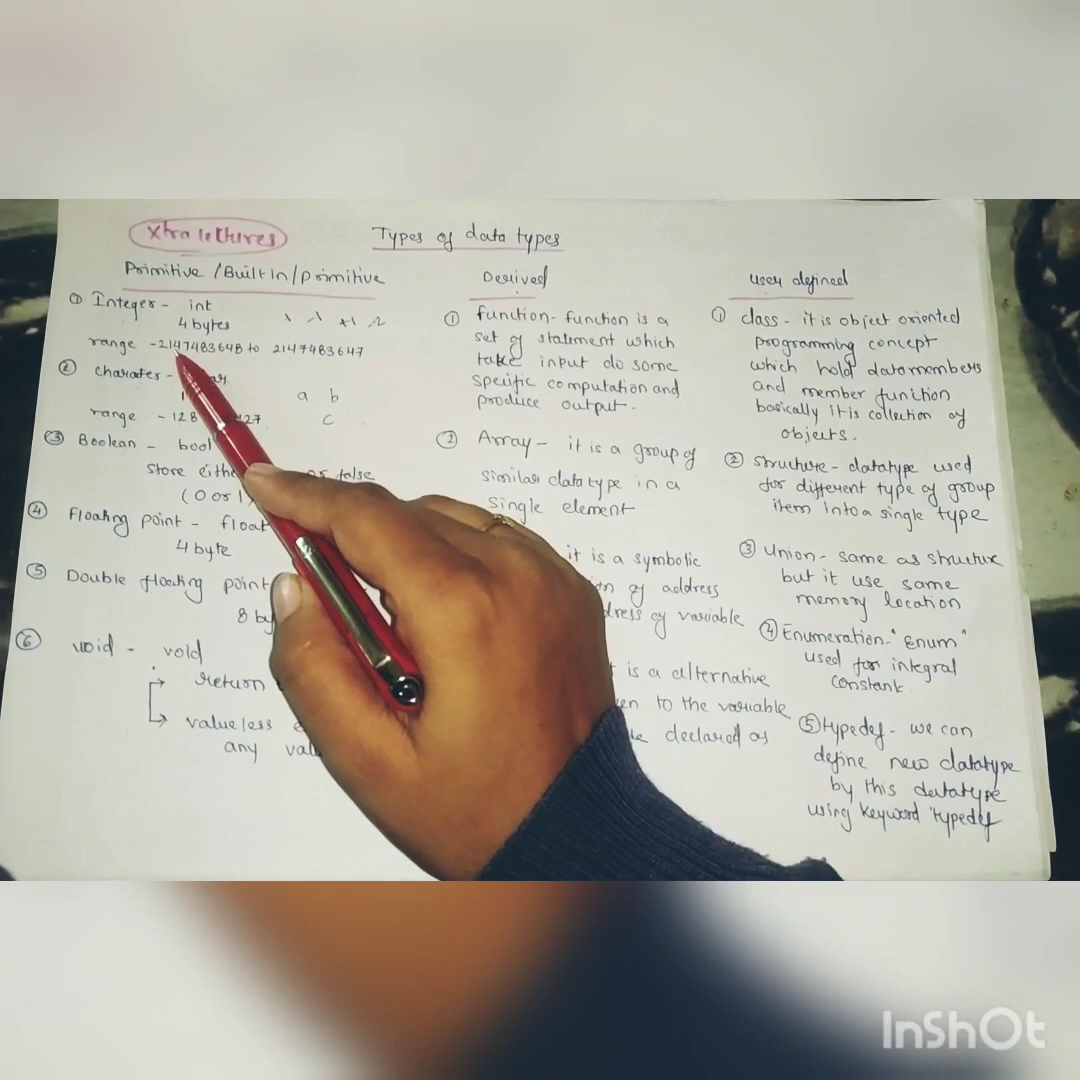 Xtra lectures
Types of data types
Primitive / Built In / primitive
① Integer - int
4 bytes
range -2147483648 to 2147483647
② charater -
a b
range -128 127
c
③ Boolean - bool
store false
(0 or 1)
④ Floating point - float
4 byte
⑤ Double floating point
8
⑥ void - void
return
valueless
any
Derived
① function - function is a
set of statement which
take input do some
specific computation and
produce output.
② Array - it is a group of
similar data type in a
single element
it is a symbolic
of address
of variable
is a alternative
to the variable
declared as
user defined
① class - it is object oriented
programming concept
which hold datamembers
and member function
basically it is collection of
objects.
② structure - datatype used
for different type of group
item into a single type
③ Union - same as structure
but it use same
memory location
④ Enumeration - "Enum"
used for integral
constant.
⑤ typedef - we can
define new datatype
by this datatype
using keyword 'typedef
InShOt